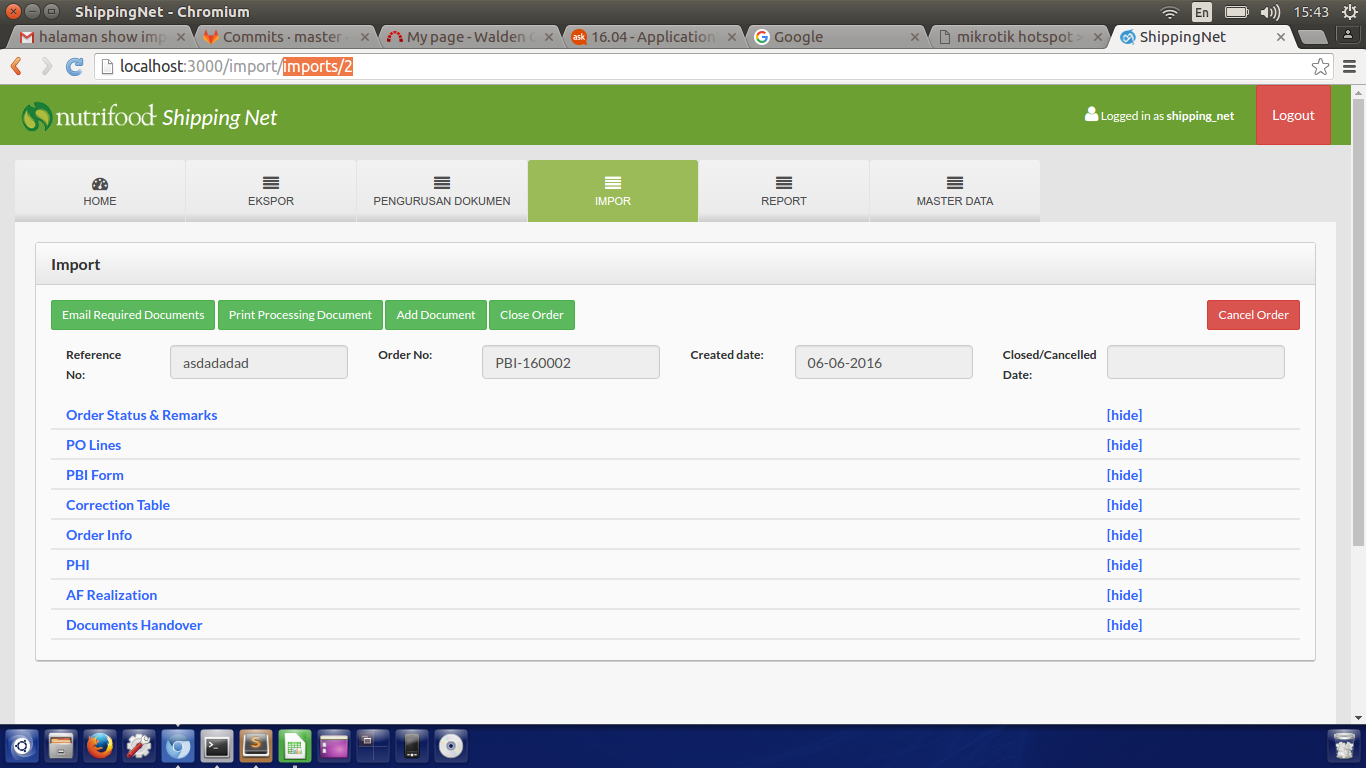 ShippingNet - Chromium
En
15:43
halaman show imp
Commits · master
My page - Walden
16.04 - Application
Google
mikrotik hotspot
ShippingNet
localhost:3000/import/imports/2
nutrifood Shipping Net
Logged in as shipping_net
Logout
HOME
EKSPOR
PENGURUSAN DOKUMEN
IMPOR
REPORT
MASTER DATA
Import
Email Required Documents
Print Processing Document
Add Document
Close Order
Cancel Order
Reference No:
asdadadad
Order No:
PBI-160002
Created date:
06-06-2016
Closed/Cancelled Date:
Order Status & Remarks [hide]
PO Lines [hide]
PBI Form [hide]
Correction Table [hide]
Order Info [hide]
PHI [hide]
AF Realization [hide]
Documents Handover [hide]